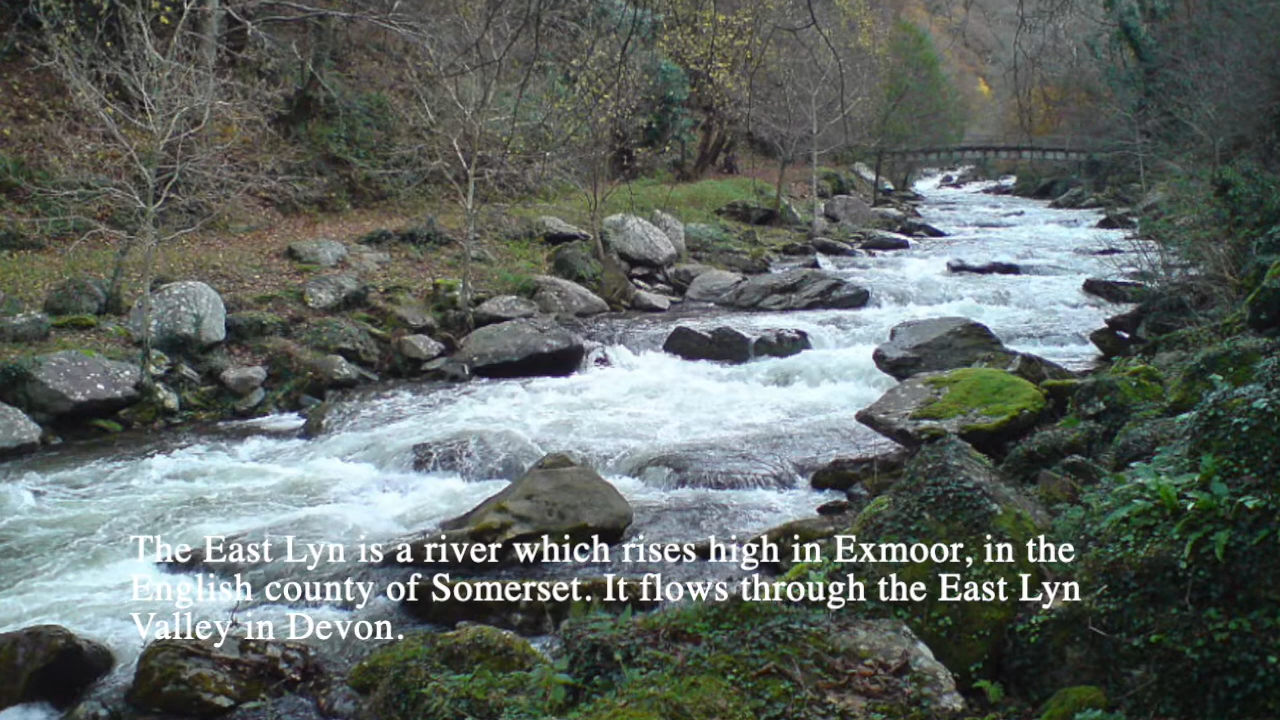 The East Lyn is a river which rises high in Exmoor, in the
English county of Somerset. It flows through the East Lyn
Valley in Devon.